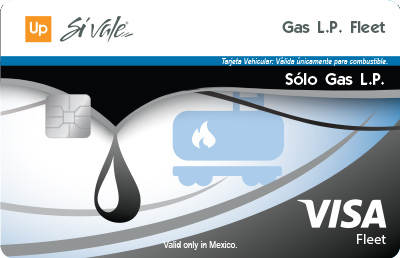 Up Sí Vale®
Gas L.P. Fleet
Tarjeta Vehicular: Válida únicamente para combustible.
Sólo Gas L.P.
VISA
Fleet
Valid only in Mexico.